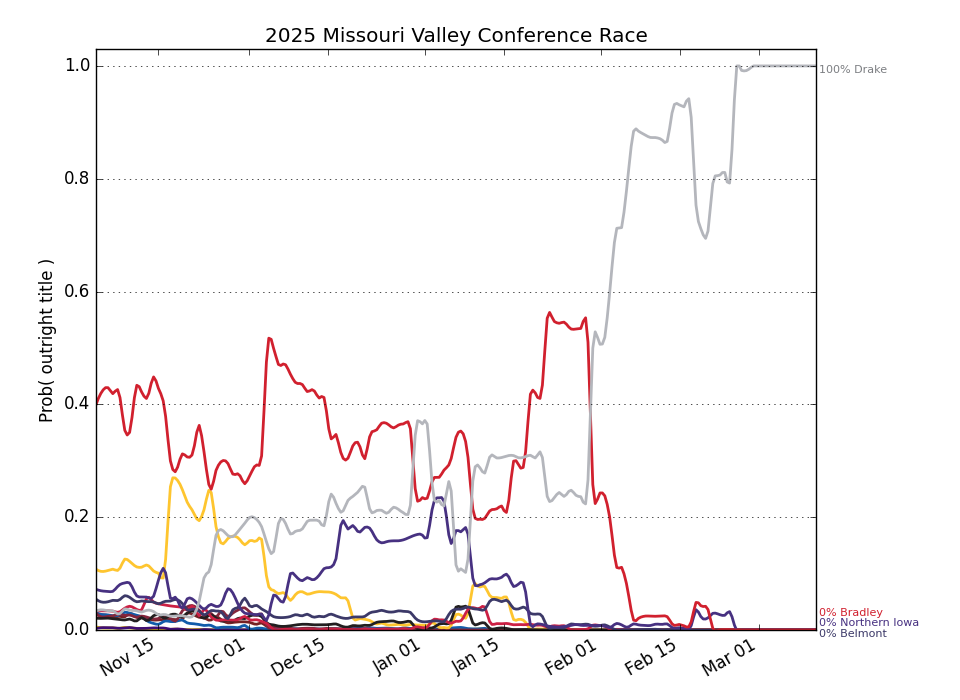 2025 Missouri Valley Conference Race
Prob( outright title )
1.0
0.8
0.6
0.4
0.2
0.0
Nov 15
Dec 01
Dec 15
Jan 01
Jan 15
Feb 01
Feb 15
Mar 01
100% Drake
0% Bradley
0% Northern Iowa
0% Belmont